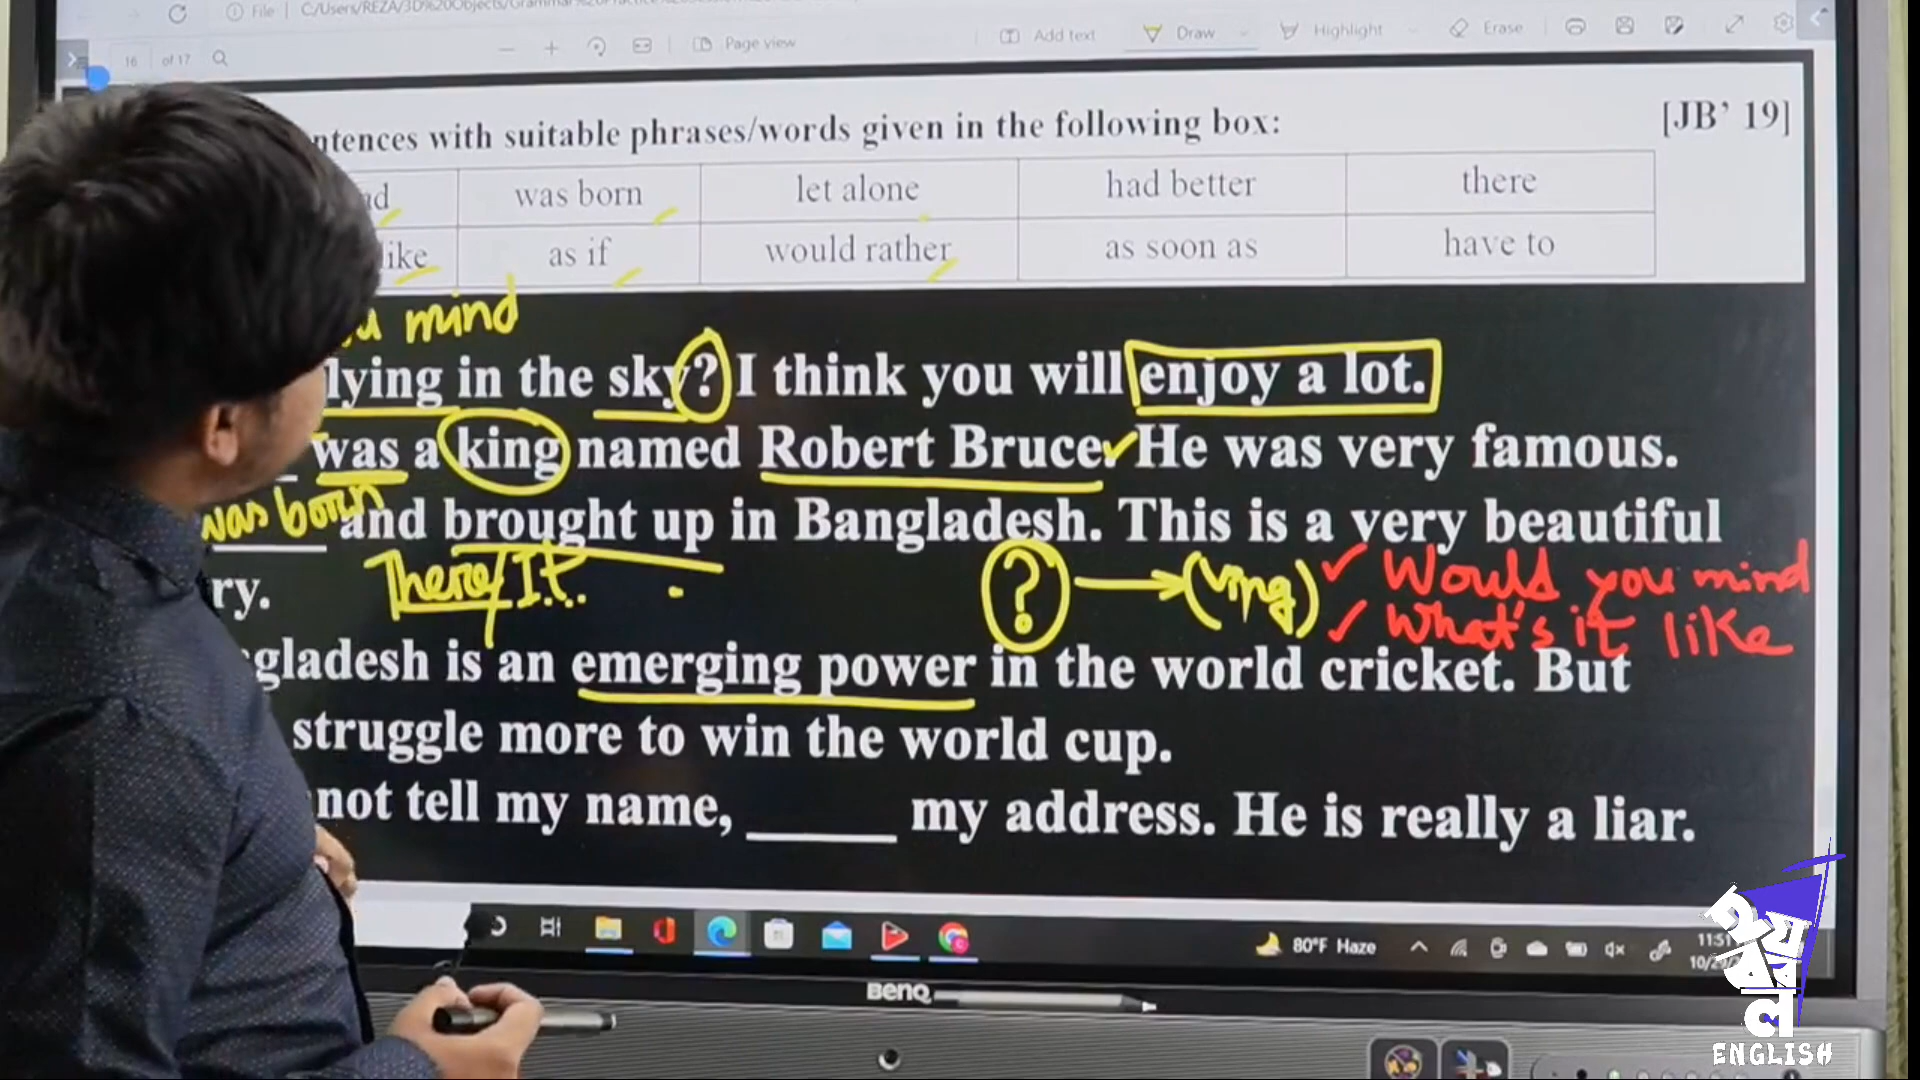 File | C:/Users/REZA/3D%20Objects/Grammar%20
16 of 17 Page view Add text Draw Highlight Erase
ntences with suitable phrases/words given in the following box: [JB’ 19]
was born let alone had better there
like as if would rather as soon as have to
mind
lying in the sky? I think you will enjoy a lot.
was a king named Robert Bruce. He was very famous.
was born and brought up in Bangladesh. This is a very beautiful
ry. There/It. ? (Ving) Would you mind
What's it like
gladesh is an emerging power in the world cricket. But
struggle more to win the world cup.
not tell my name, _____ my address. He is really a liar.
80°F Haze 11:51
BenQ
ENGLISH